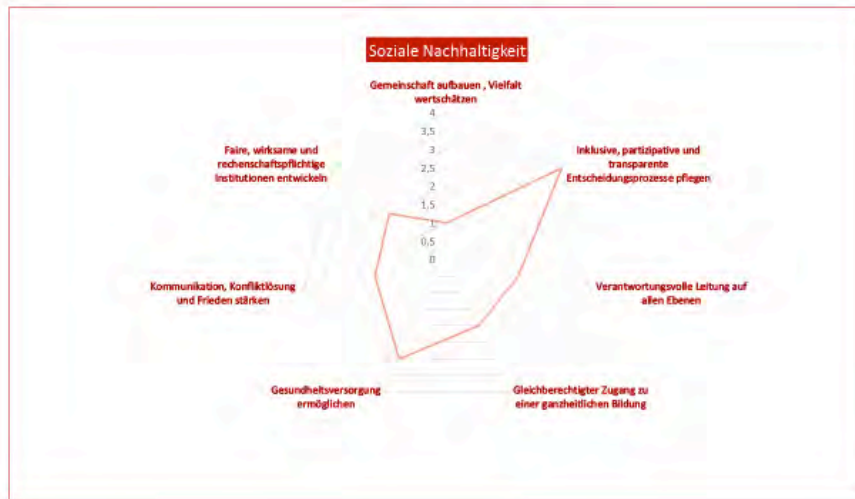 Soziale Nachhaltigkeit
Gemeinschaft aufbauen , Vielfalt
wertschätzen
4
3,5
3
2,5
2
1,5
1
0,5
0
Inklusive, partizipative und
transparente
Entscheidungsprozesse pflegen
Verantwortungsvolle Leitung auf
allen Ebenen
Gleichberechtigter Zugang zu
einer ganzheitlichen Bildung
Gesundheitsversorgung
ermöglichen
Kommunikation, Konfliktlösung
und Frieden stärken
Faire, wirksame und
rechenschaftspflichtige
Institutionen entwickeln